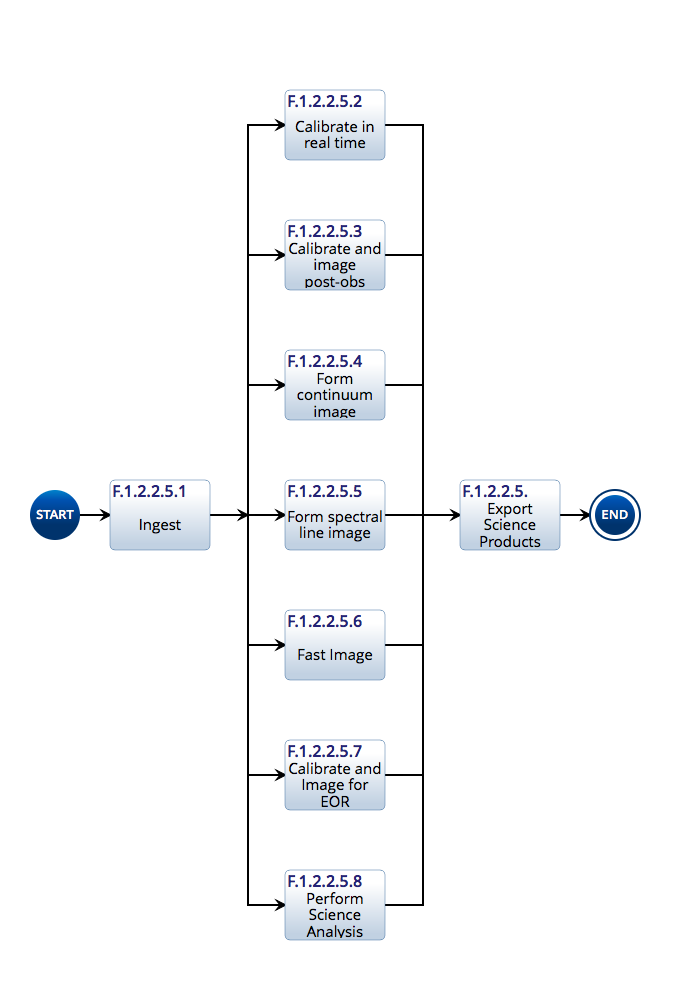 F.1.2.2.5.2
Calibrate in
real time
F.1.2.2.5.3
Calibrate and
image
post-obs
F.1.2.2.5.4
Form
continuum
image
START
F.1.2.2.5.1
Ingest
F.1.2.2.5.5
Form spectral
line image
F.1.2.2.5.
Export
Science
Products
END
F.1.2.2.5.6
Fast Image
F.1.2.2.5.7
Calibrate and
Image for
EOR
F.1.2.2.5.8
Perform
Science
Analysis